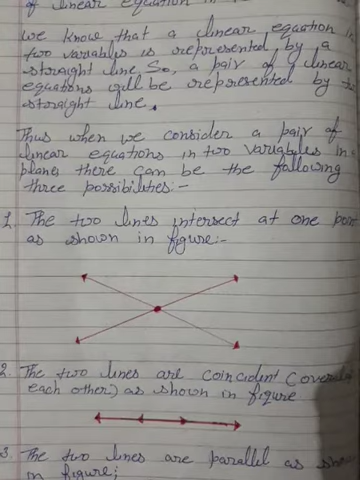 of linear equation in
We know that a linear equation in
two variables is represented by a
straight line. So, a pair of linear
equations will be represented by
straight line.
Thus when we consider a pair of
linear equations in two variables in
plane, there can be the following
three possibilities:-
1. The two lines intersect at one
as shown in figure:-
2. The two lines are coincident
each other) as shown in figure
3. The two lines are parallel as
in figure;